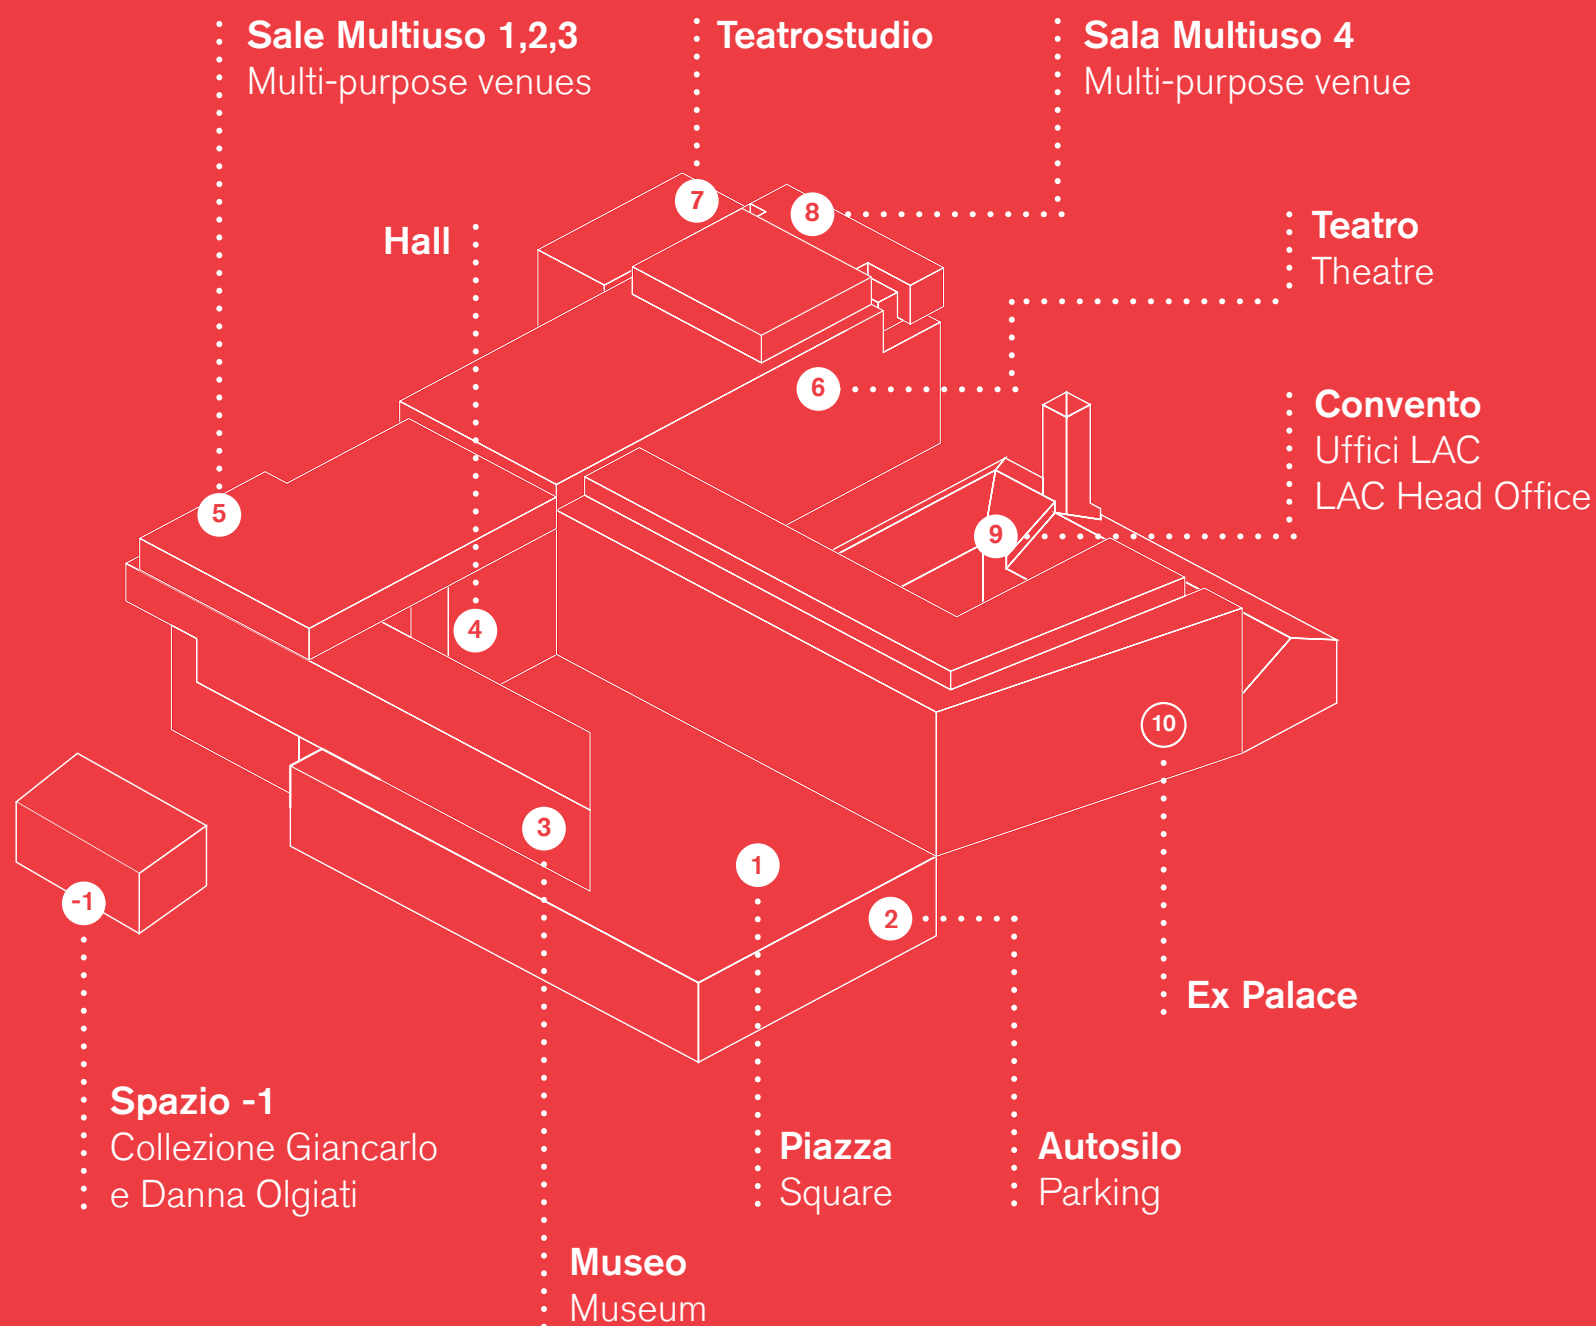 Sale Multiuso 1,2,3
Multi-purpose venues
Teatrostudio
Sala Multiuso 4
Multi-purpose venue
7
8
Hall
Teatro
Theatre
6
Convento
Uffici LAC
LAC Head Office
5
9
4
10
3
1
-1
2
Ex Palace
Spazio -1
Collezione Giancarlo
e Danna Olgiati
Piazza
Square
Autosilo
Parking
Museo
Museum